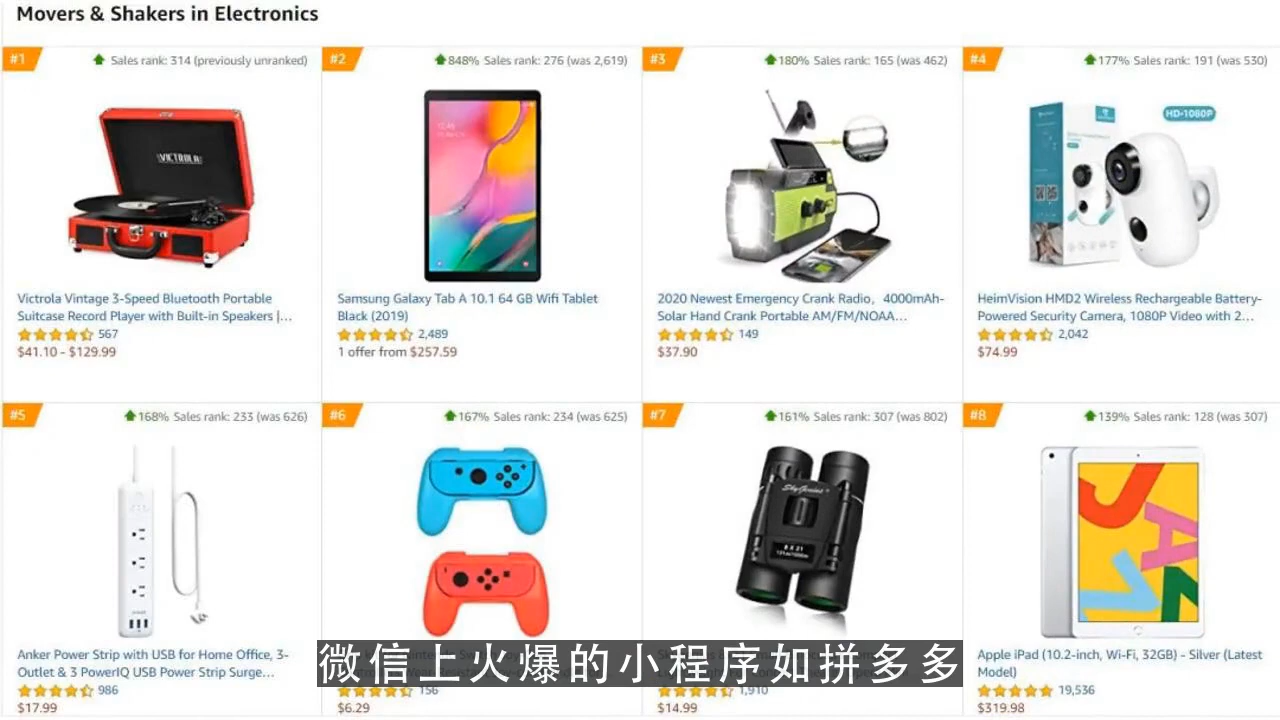 Movers & Shakers in Electronics
#1
Sales rank: 314 (previously unranked)
VICTROLA
Victrola Vintage 3-Speed Bluetooth Portable
Suitcase Record Player with Built-in Speakers |...
567
$41.10 - $129.99
#2
848% Sales rank: 276 (was 2,619)
Samsung Galaxy Tab A 10.1 64 GB Wifi Tablet
Black (2019)
2,489
1 offer from $257.59
#3
180% Sales rank: 165 (was 462)
2020 Newest Emergency Crank Radio，4000mAh-
Solar Hand Crank Portable AM/FM/NOAA...
149
$37.90
#4
177% Sales rank: 191 (was 530)
HD-1080P
HeimVision HMD2 Wireless Rechargeable Battery-
Powered Security Camera, 1080P Video with 2...
2,042
$74.99
#5
168% Sales rank: 233 (was 626)
Anker Power Strip with USB for Home Office, 3-
Outlet & 3 PowerIQ USB Power Strip Surge...
986
$17.99
#6
167% Sales rank: 234 (was 625)
156
$6.29
#7
161% Sales rank: 307 (was 802)
SkyGenius
8 X 21
1,910
$14.99
#8
139% Sales rank: 128 (was 307)
Apple iPad (10.2-inch, Wi-Fi, 32GB) - Silver (Latest
Model)
19,536
$319.98
微信上火爆的小程序如拼多多